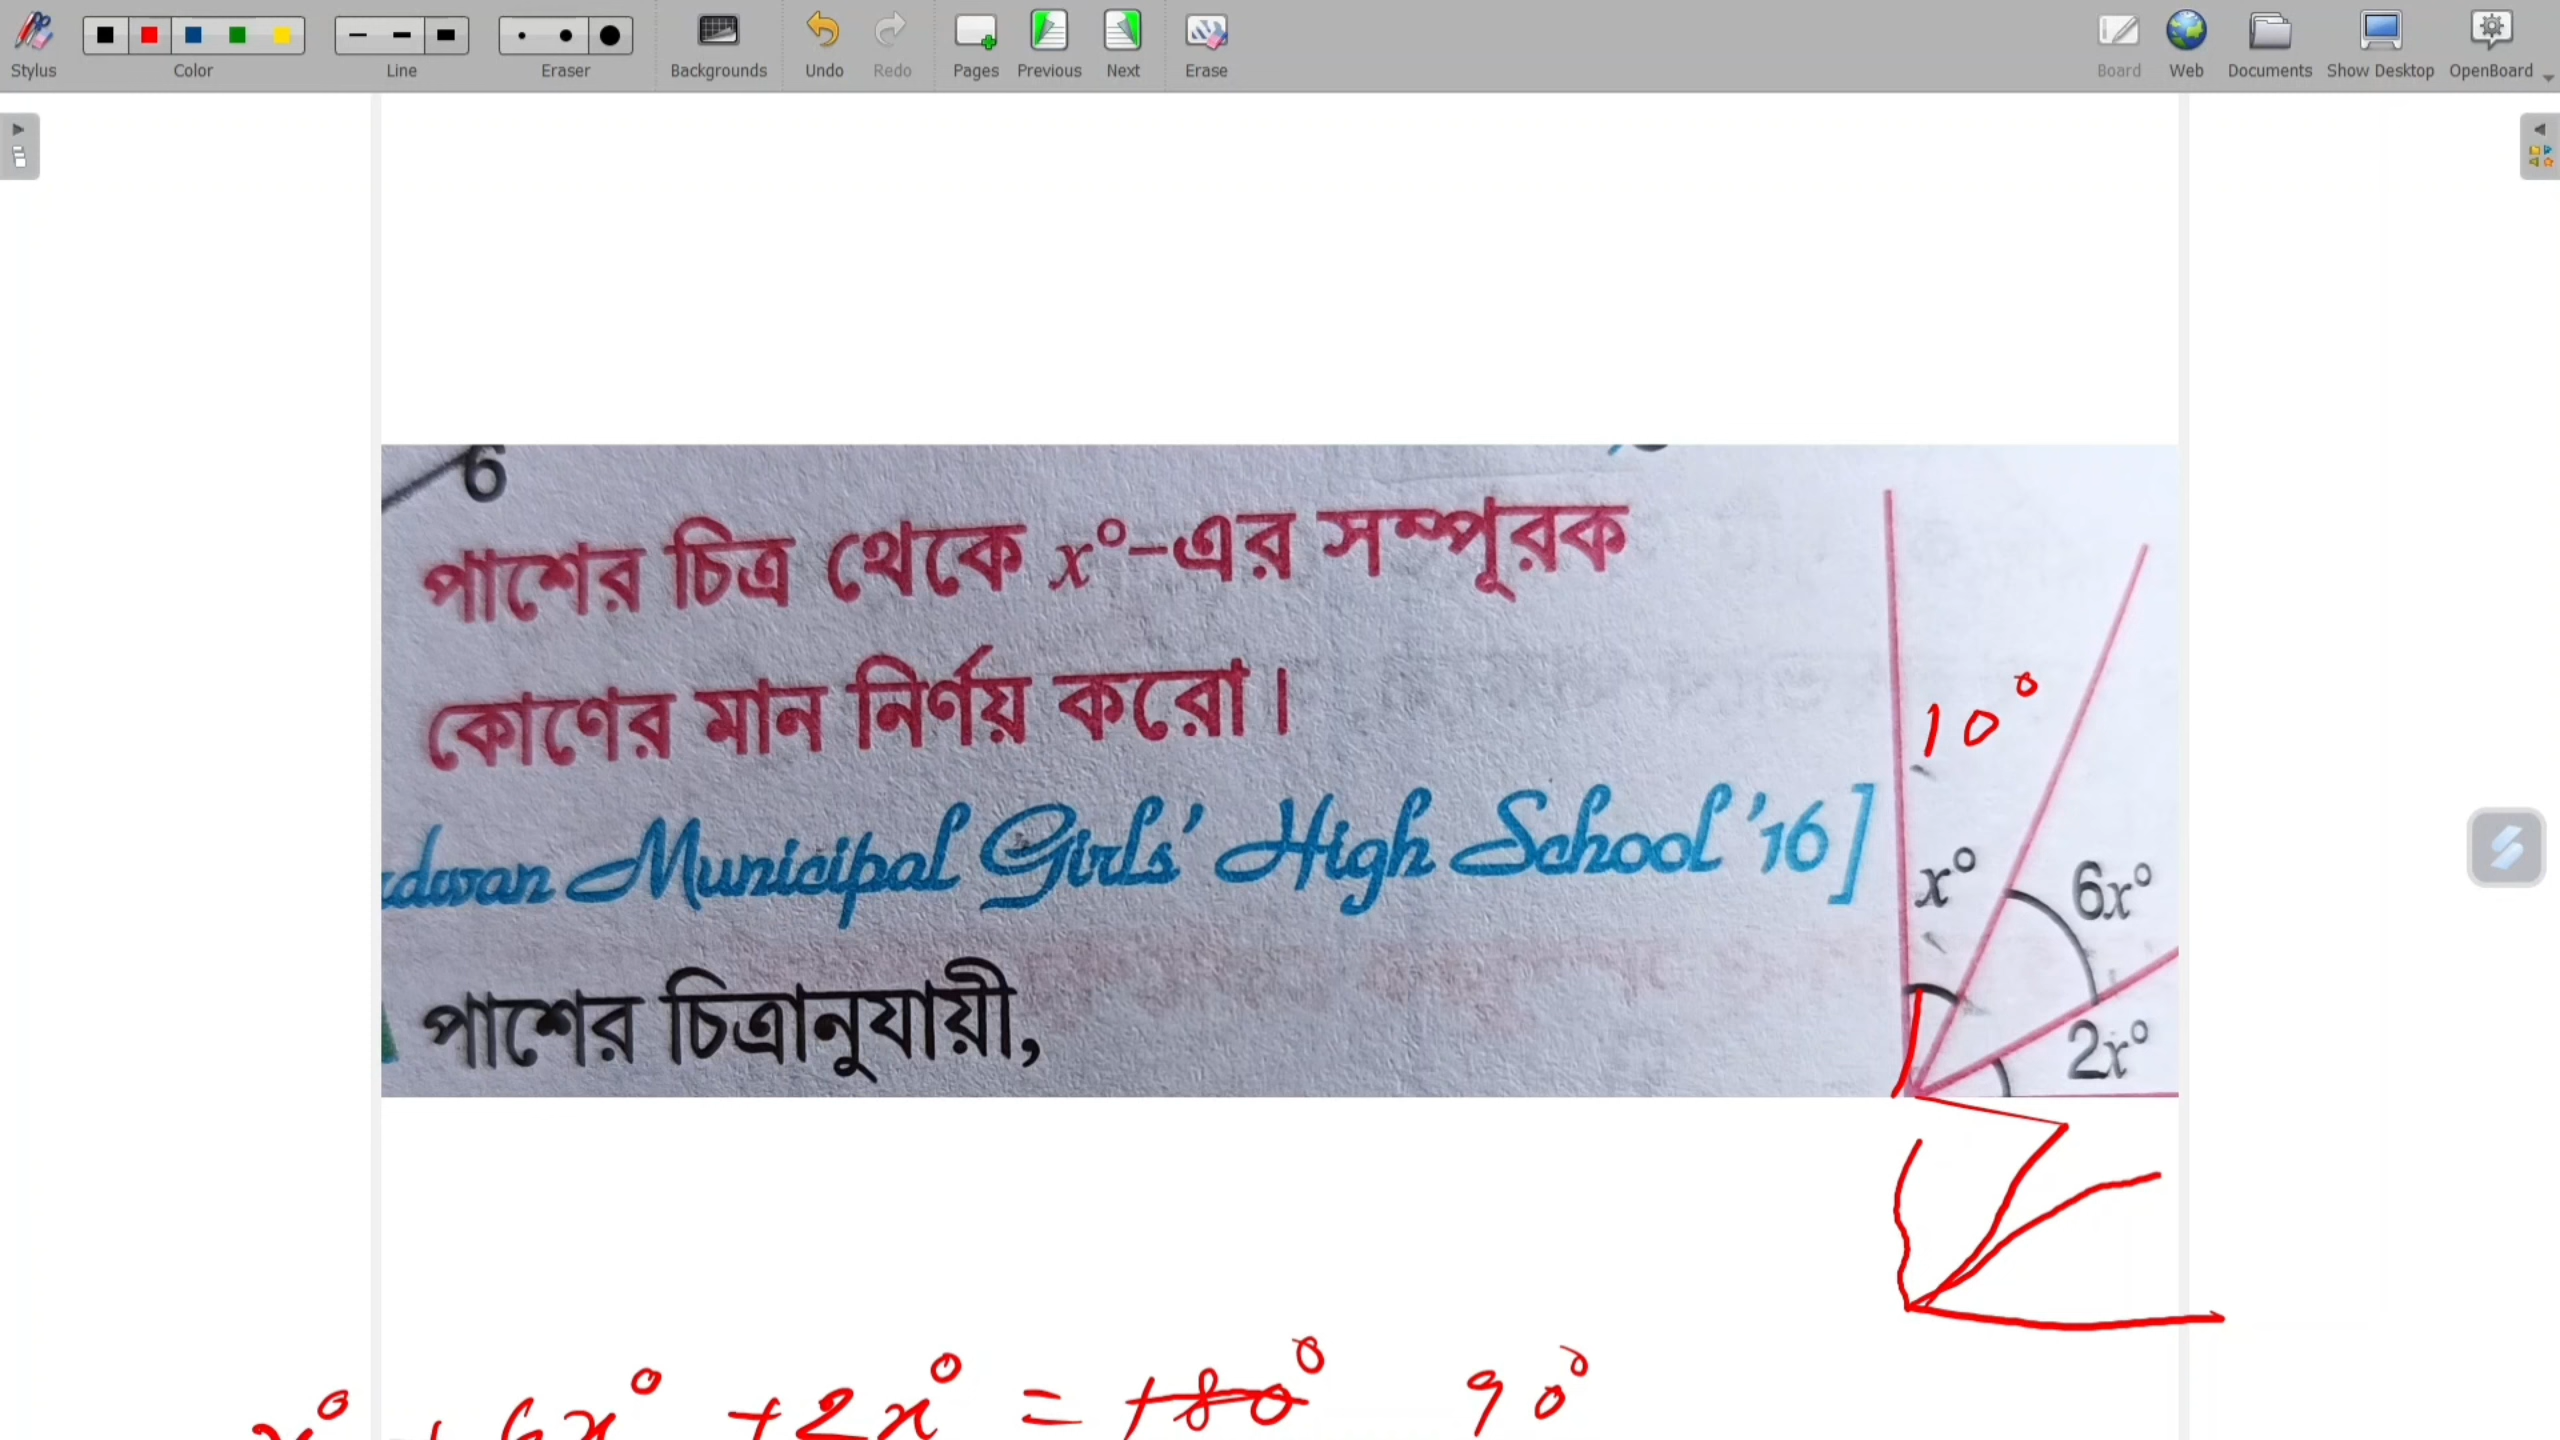 Stylus Color Line Eraser Backgrounds Undo Redo Pages Previous Next Erase Board Web Documents Show Desktop OpenBoard
6
পাশের চিত্র থেকে x°–এর সম্পূরক
কোণের মান নির্ণয় করো।
Municipal Girls' High School '16]
পাশের চিত্রানুযায়ী,
10°
x°
6x°
2x°
x° + 6x° + 2x° = 180° 90°